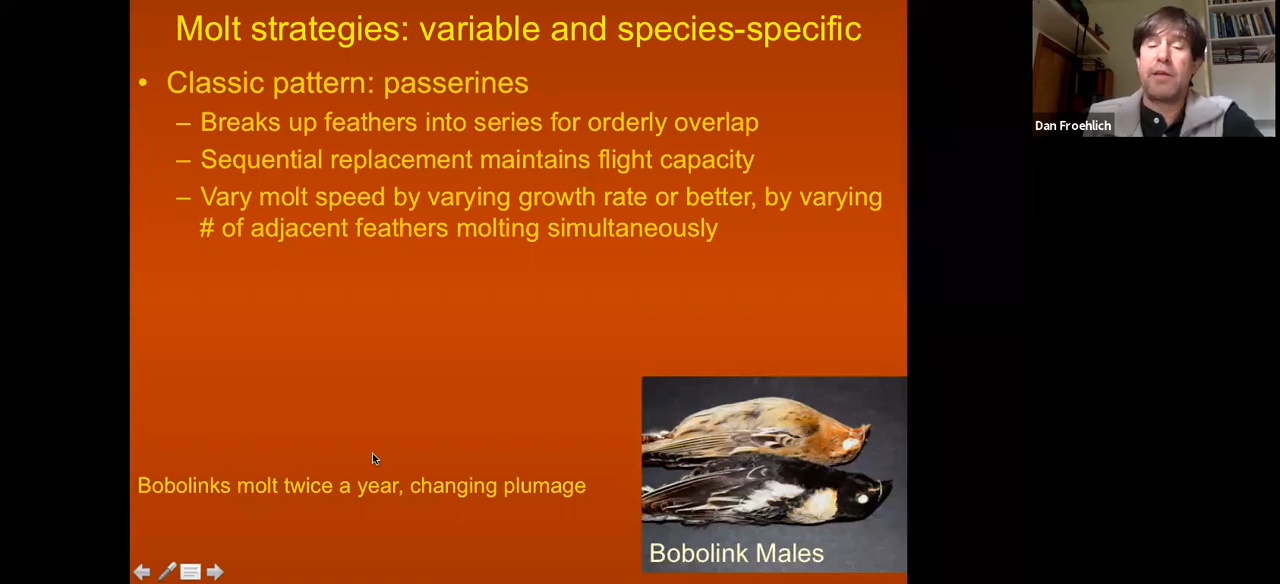 Molt strategies: variable and species-specific
• Classic pattern: passerines
– Breaks up feathers into series for orderly overlap
– Sequential replacement maintains flight capacity
– Vary molt speed by varying growth rate or better, by varying
# of adjacent feathers molting simultaneously
Bobolinks molt twice a year, changing plumage
Bobolink Males
Dan Froehlich